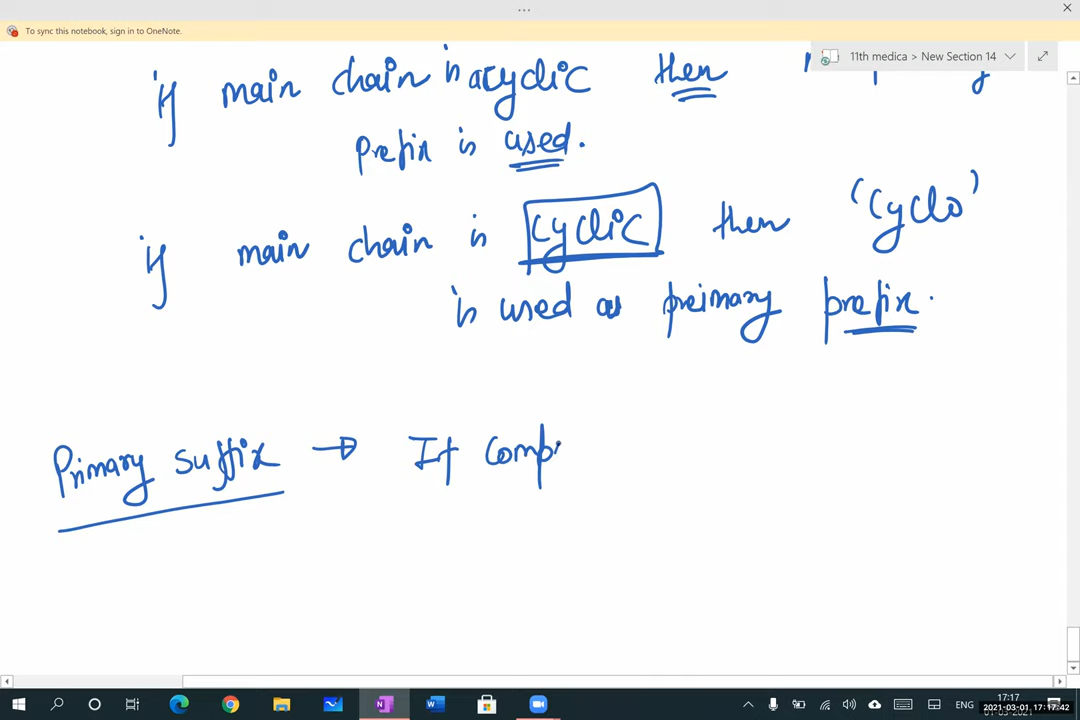 ...
To sync this notebook, sign in to OneNote.
11th medica > New Section 14
if main chain is acyclic then
prefix is used.
if main chain is cyclic then 'cyclo'
is used as preimary prefix.
Primary suffix → If comp
ENG
17:17
2021-03-01 17:17:42